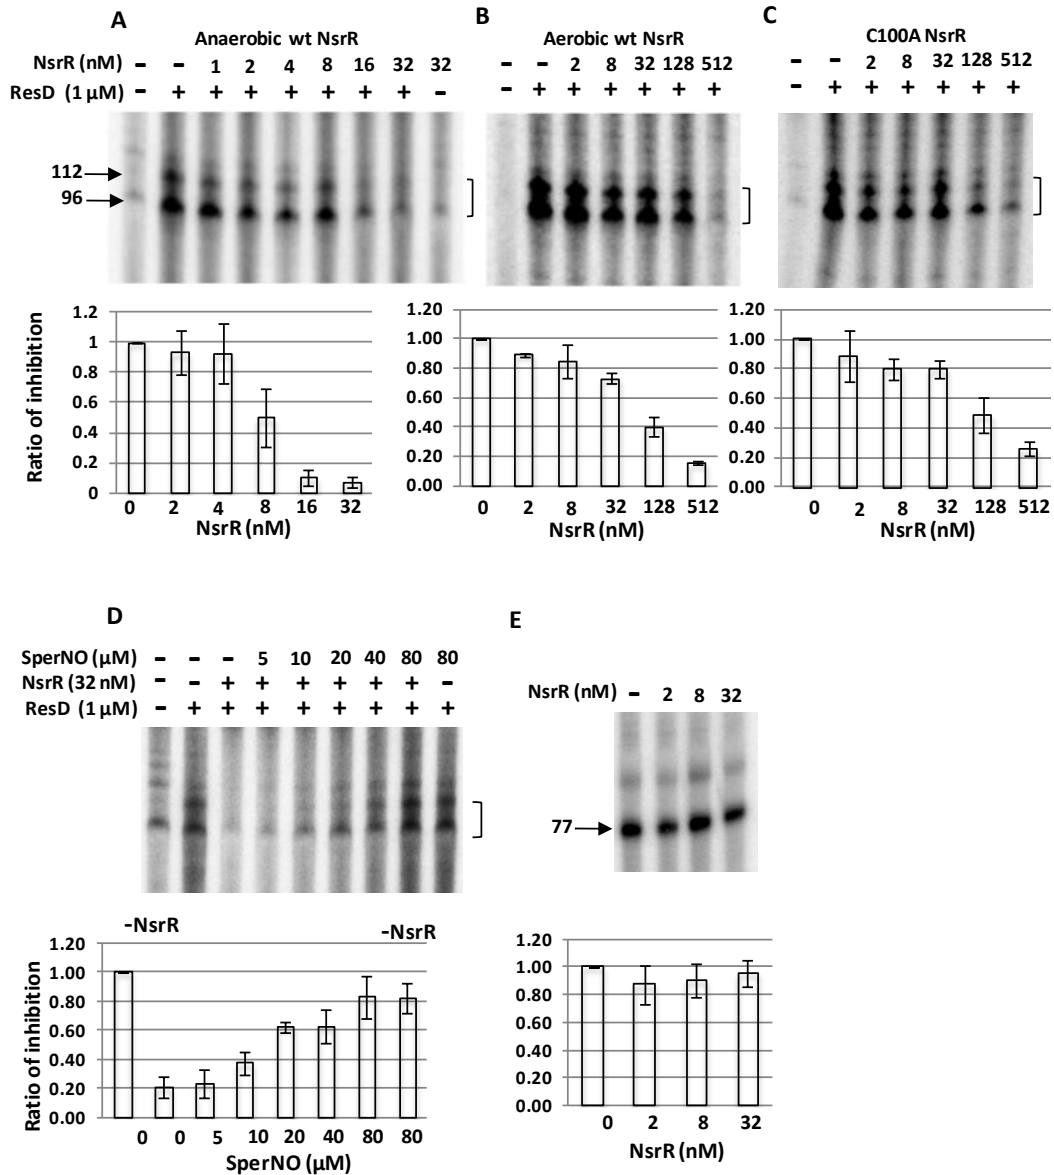 A
Anaerobic wt NsrR
NsrR (nM) – – 1 2 4 8 16 32 32
ResD (1 μM) – + + + + + + + –
112
96
B
Aerobic wt NsrR
– – 2 8 32 128 512
– + + + + + +
C
C100A NsrR
– – 2 8 32 128 512
– + + + + + +
Ratio of inhibition
1.2
1
0.8
0.6
0.4
0.2
0
0 2 4 8 16 32
NsrR (nM)
1.20
1.00
0.80
0.60
0.40
0.20
0.00
0 2 8 32 128 512
NsrR (nM)
1.20
1.00
0.80
0.60
0.40
0.20
0.00
0 2 8 32 128 512
NsrR (nM)
D
SperNO (μM) – – – 5 10 20 40 80 80
NsrR (32 nM) – – + + + + + + –
ResD (1 μM) – + + + + + + + +
E
NsrR (nM) – 2 8 32
77
-NsrR
-NsrR
Ratio of inhibition
1.20
1.00
0.80
0.60
0.40
0.20
0.00
0 0 5 10 20 40 80 80
SperNO (μM)
1.20
1.00
0.80
0.60
0.40
0.20
0.00
0 2 8 32
NsrR (nM)